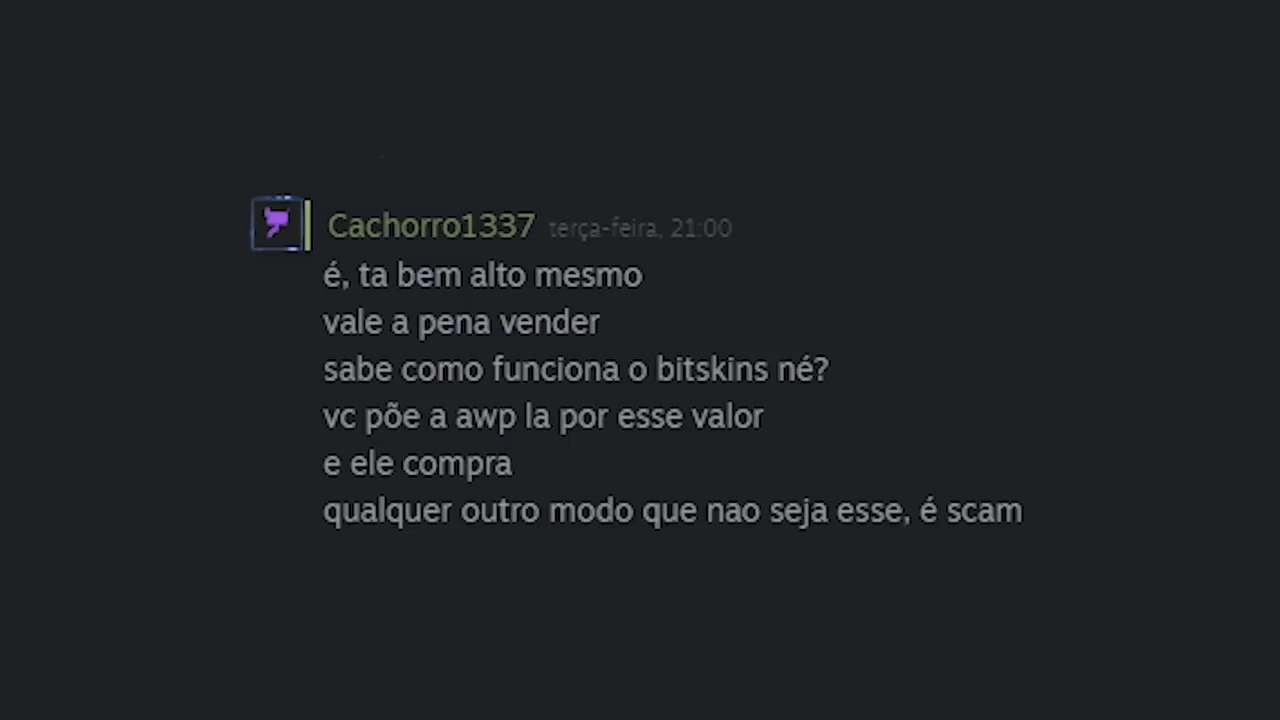 Cachorro1337 terça-feira, 21:00
é, ta bem alto mesmo
vale a pena vender
sabe como funciona o bitskins né?
vc põe a awp la por esse valor
e ele compra
qualquer outro modo que nao seja esse, é scam